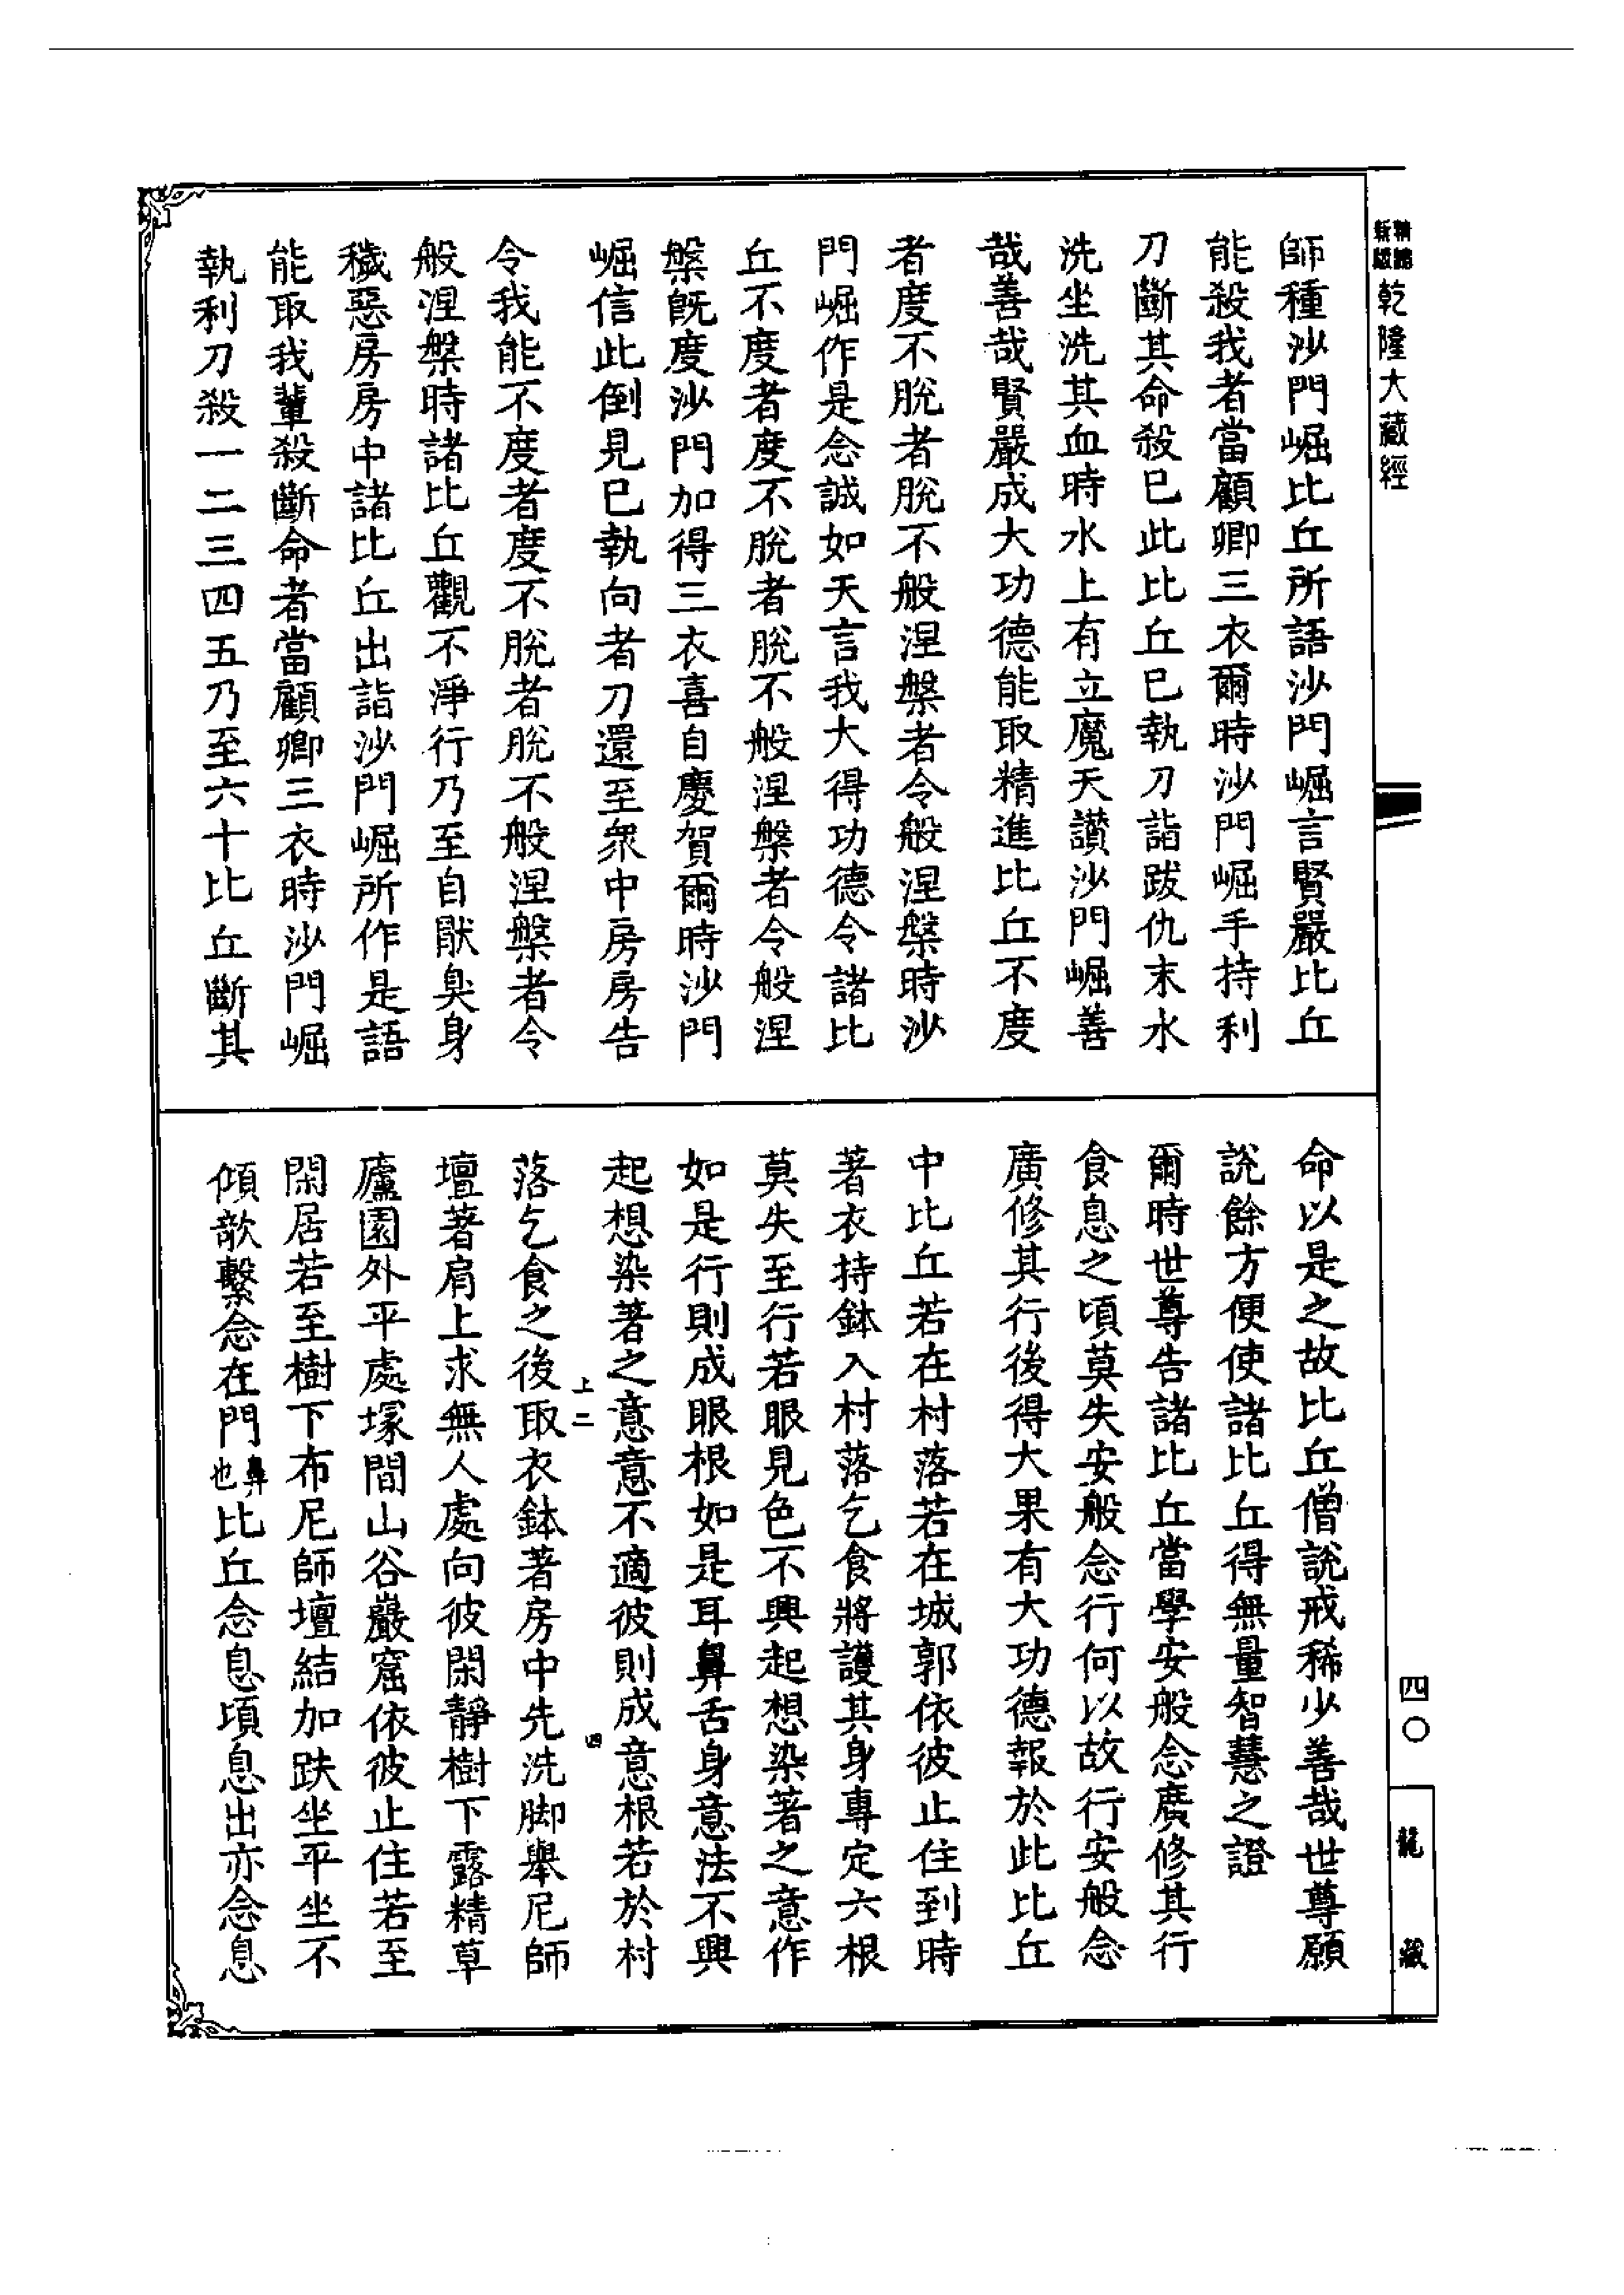 新編
縮版
乾隆大藏經
師種沙門崛比丘所語沙門崛言賢嚴比丘
能殺我者當顧卿三衣爾時沙門崛手持利
刀斷其命殺已此比丘已執刀詣跋仇末水
洗坐洗其血時水上有立魔天讚沙門崛善
哉善哉賢嚴成大功德能取精進比丘不度
者度不脫者脫不般涅槃者令般涅槃時沙
門崛作是念誠如天言我大得功德令諸比
丘不度者度不脫者脫不般涅槃者令般涅
槃既度沙門加得三衣喜自慶賀爾時沙門
崛信此倒見已執向者刀還至眾中房房告
令我能不度者度不脫者脫不般涅槃者令
般涅槃時諸比丘觀不淨行乃至自厭臭身
穢惡房房中諸比丘出詣沙門崛所作是語
能取我輩殺斷命者當顧卿三衣時沙門崛
執利刀殺一二三四五乃至六十比丘斷其
命以是之故比丘僧說戒稀少善哉世尊願
說餘方便使諸比丘得無量智慧之證
爾時世尊告諸比丘當學安般念廣修其行
食息之頃莫失安般念行何以故行安般念
廣修其行後得大果有大功德報於此比丘
中比丘若在村落若在城郭依彼止住到時
著衣持鉢入村落乞食將護其身專定六根
莫失至行若眼見色不興起想染著之意作
如是行則成眼根如是耳鼻舌身意法不興
起想染著之意意不適彼則成意根若於村
上二
四
落乞食之後取衣鉢著房中先洗脚舉尼師
壇著肩上求無人處向彼閑靜樹下露精草
廬園外平處塚間山谷巖窟依彼止住若至
閑居若至樹下布尼師壇結加趺坐平坐不
傾敧繫念在門鼻也比丘念息頃息出亦念息
四〇
龍藏